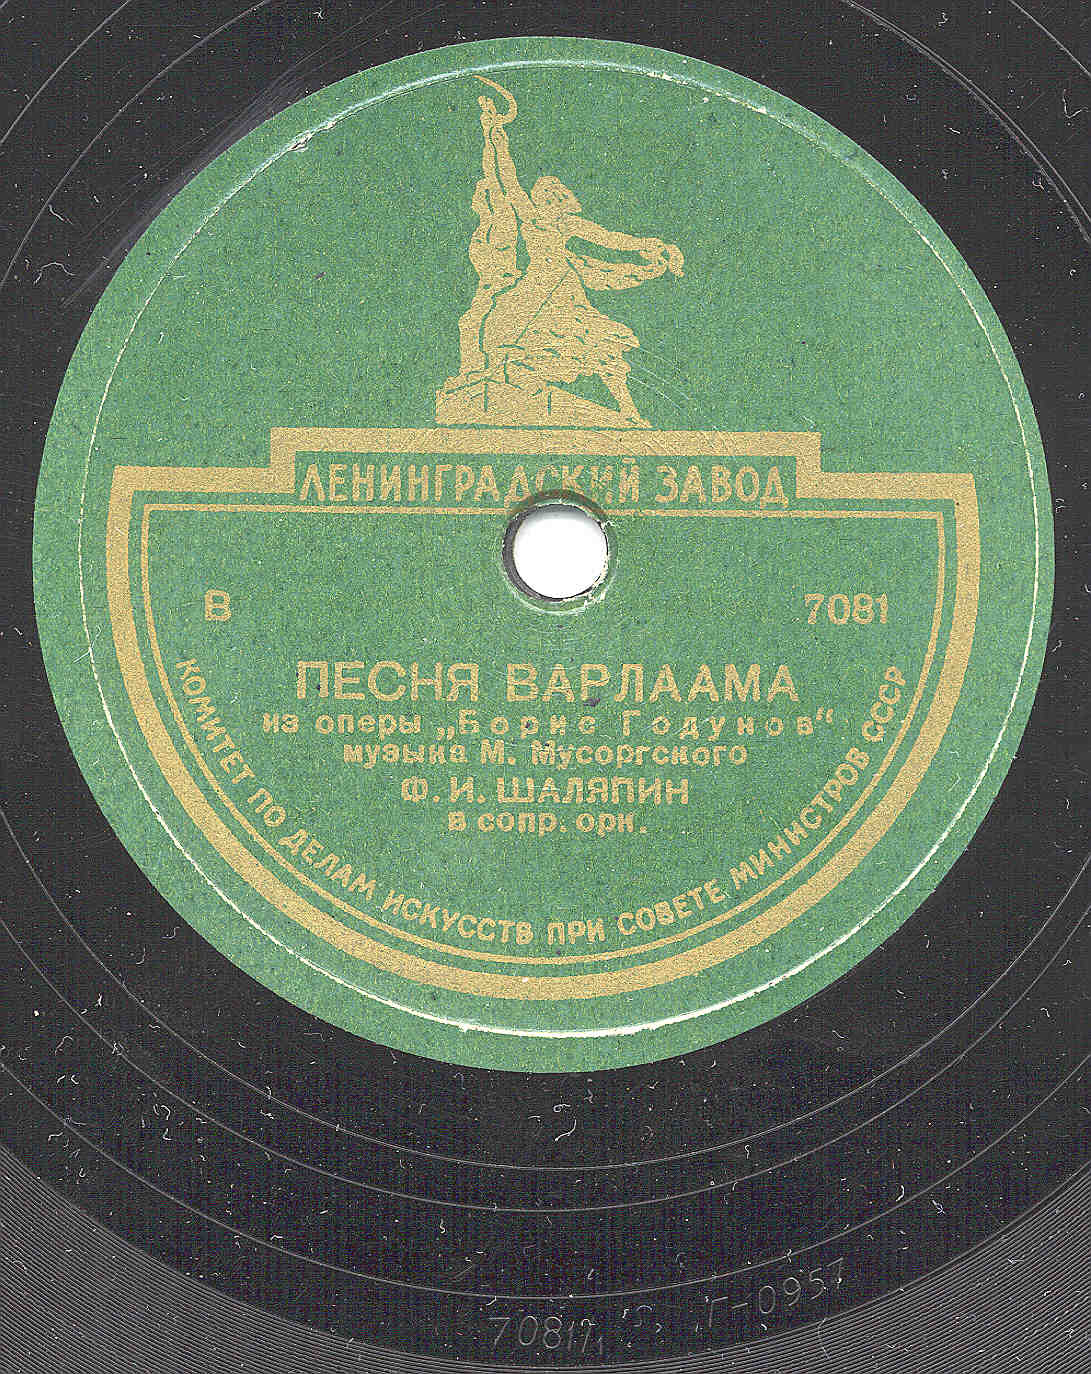 ЛЕНИНГРАДСКИЙ ЗАВОД
В 7081
ПЕСНЯ ВАРЛААМА
из оперы „Борис Годунов“
музыка М. Мусоргского
Ф. И. ШАЛЯПИН
в сопр. орк.
КОМИТЕТ ПО ДЕЛАМ ИСКУССТВ ПРИ СОВЕТЕ МИНИСТРОВ СССР
Г-0957